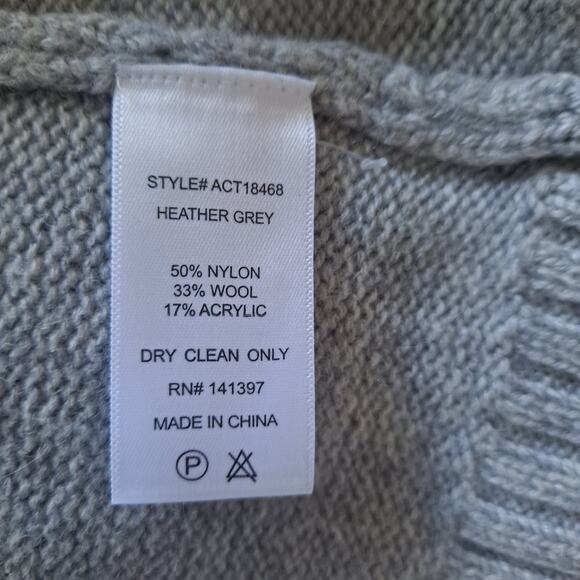 STYLE# ACT18468
HEATHER GREY
50% NYLON
33% WOOL
17% ACRYLIC
DRY CLEAN ONLY
RN# 141397
MADE IN CHINA
P